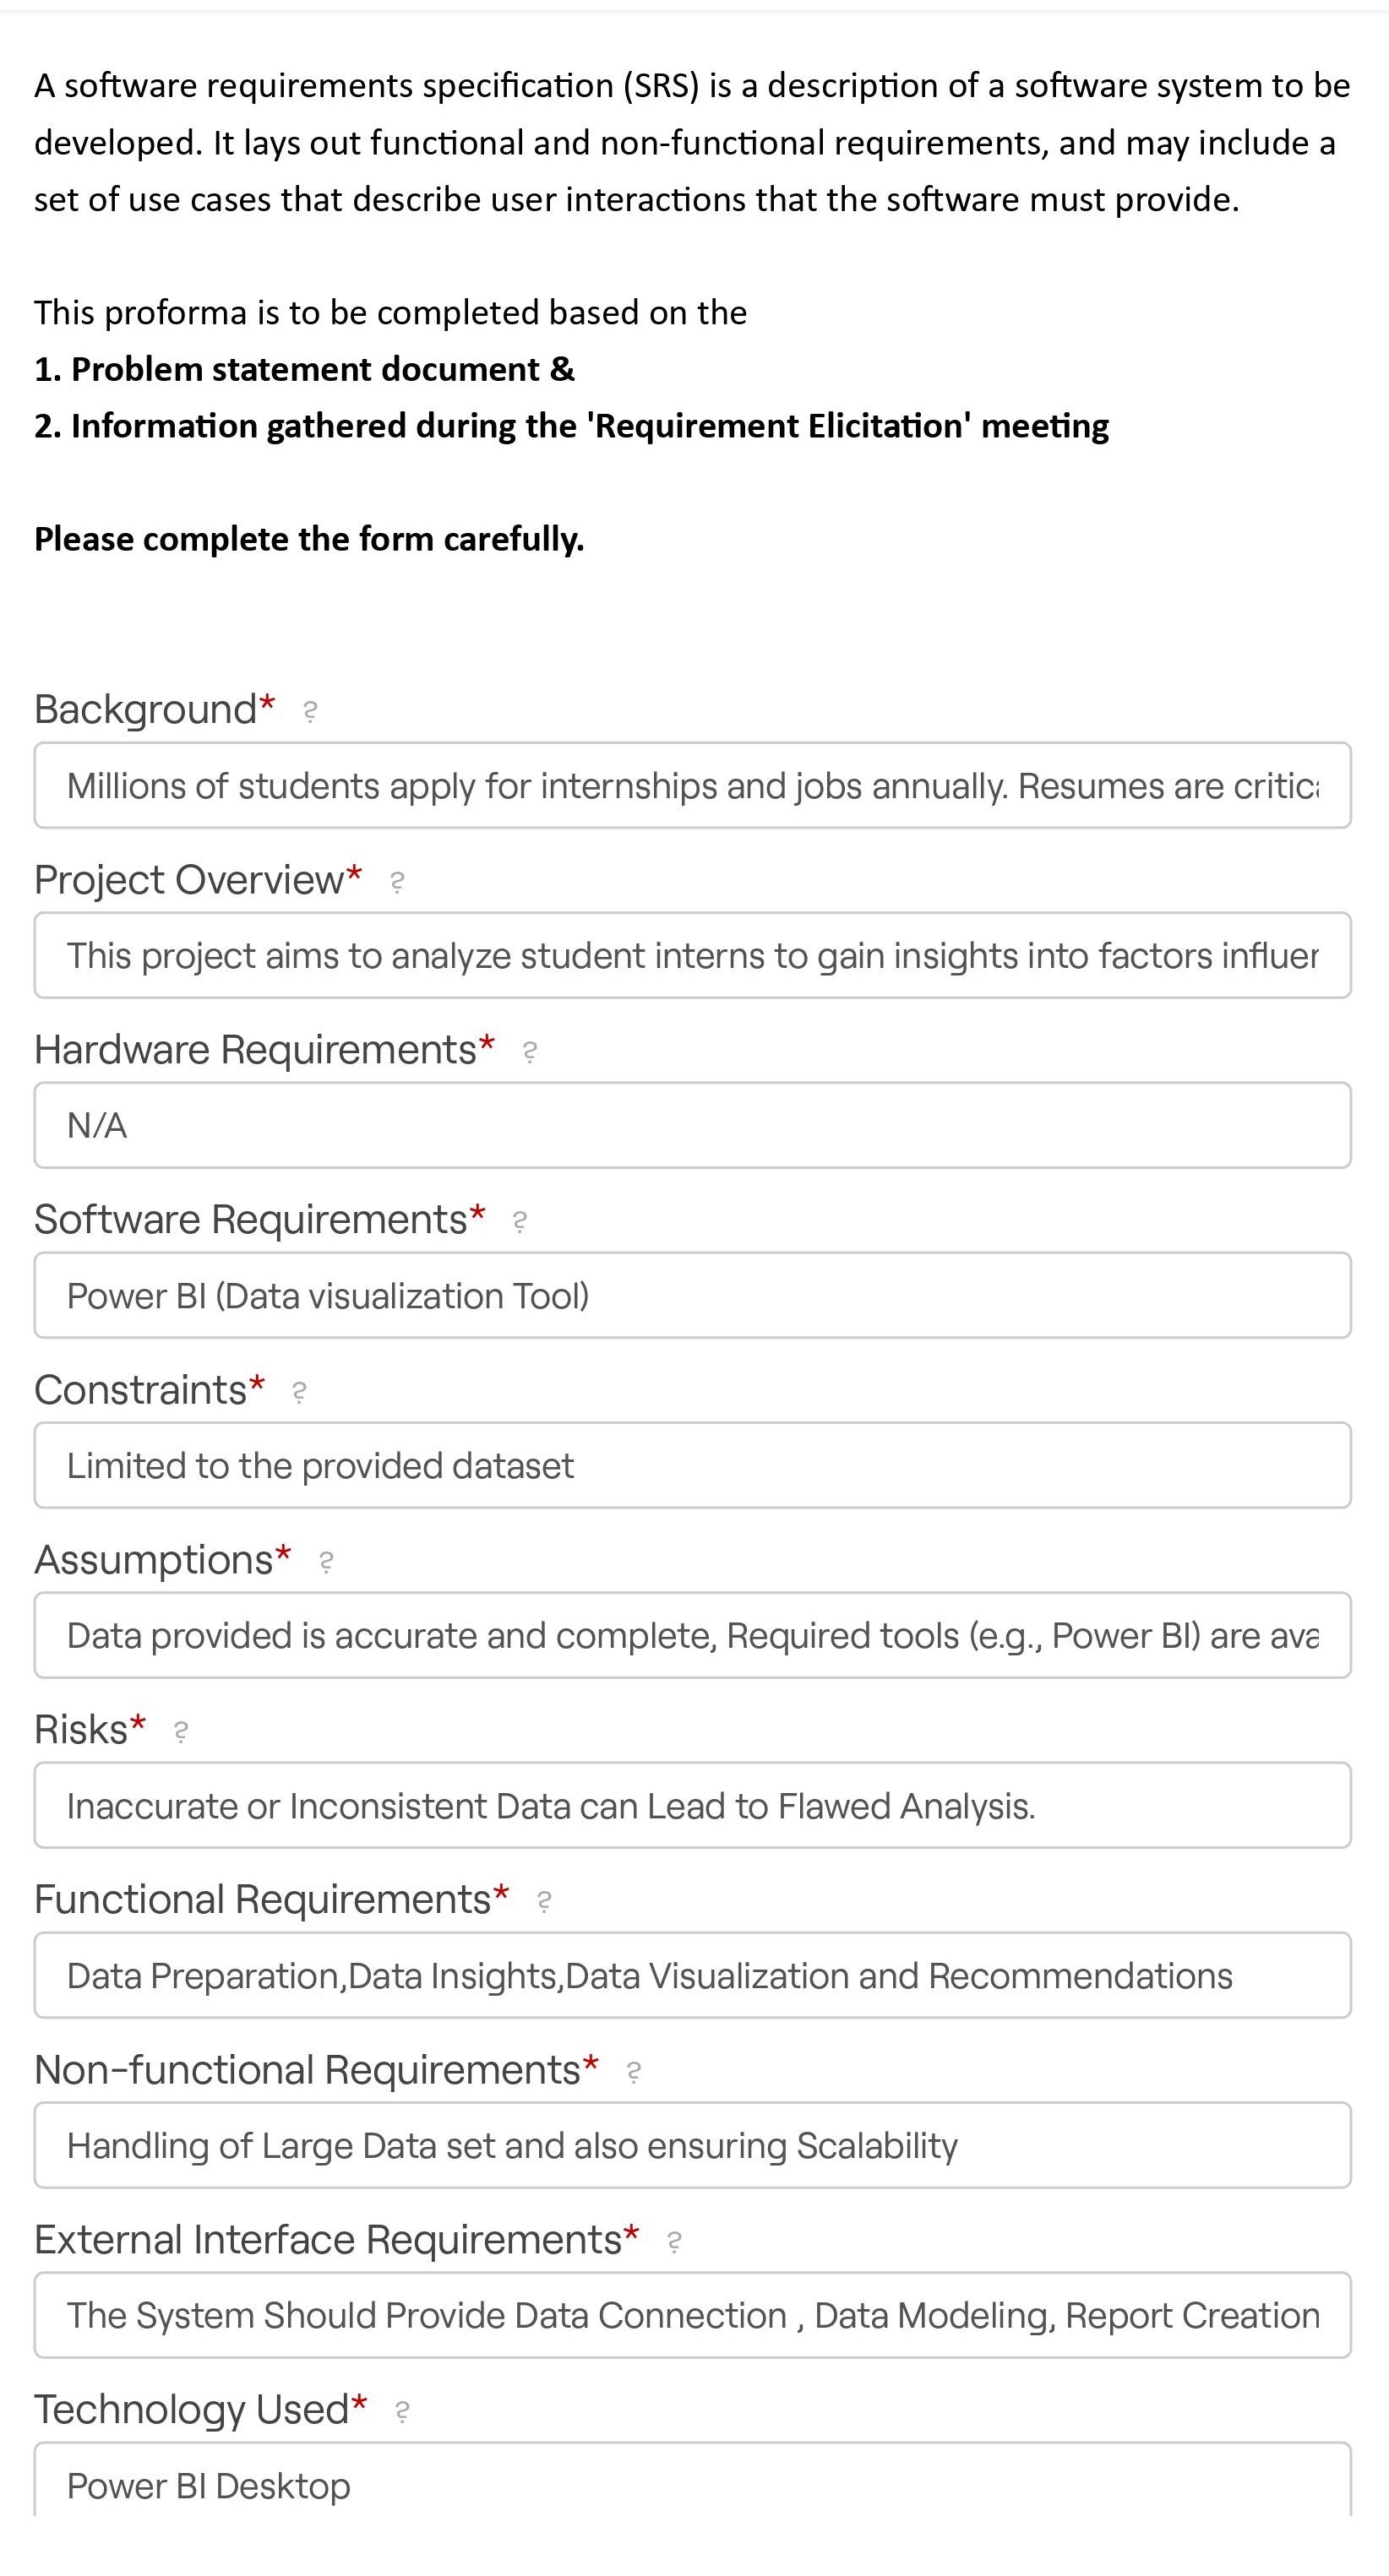 A software requirements specification (SRS) is a description of a software system to be
developed. It lays out functional and non-functional requirements, and may include a
set of use cases that describe user interactions that the software must provide.
This proforma is to be completed based on the
1. Problem statement document &
2. Information gathered during the 'Requirement Elicitation' meeting
Please complete the form carefully.
Background* ?
Millions of students apply for internships and jobs annually. Resumes are
Project Overview* ?
This project aims to analyze student interns to gain insights into factors
Hardware Requirements* ?
N/A
Software Requirements* ?
Power BI (Data visualization Tool)
Constraints* ?
Limited to the provided dataset
Assumptions* ?
Data provided is accurate and complete, Required tools (e.g., Power BI) are
Risks* ?
Inaccurate or Inconsistent Data can Lead to Flawed Analysis.
Functional Requirements* ?
Data Preparation,Data Insights,Data Visualization and Recommendations
Non-functional Requirements* ?
Handling of Large Data set and also ensuring Scalability
External Interface Requirements* ?
The System Should Provide Data Connection , Data Modeling, Report Creation
Technology Used* ?
Power BI Desktop